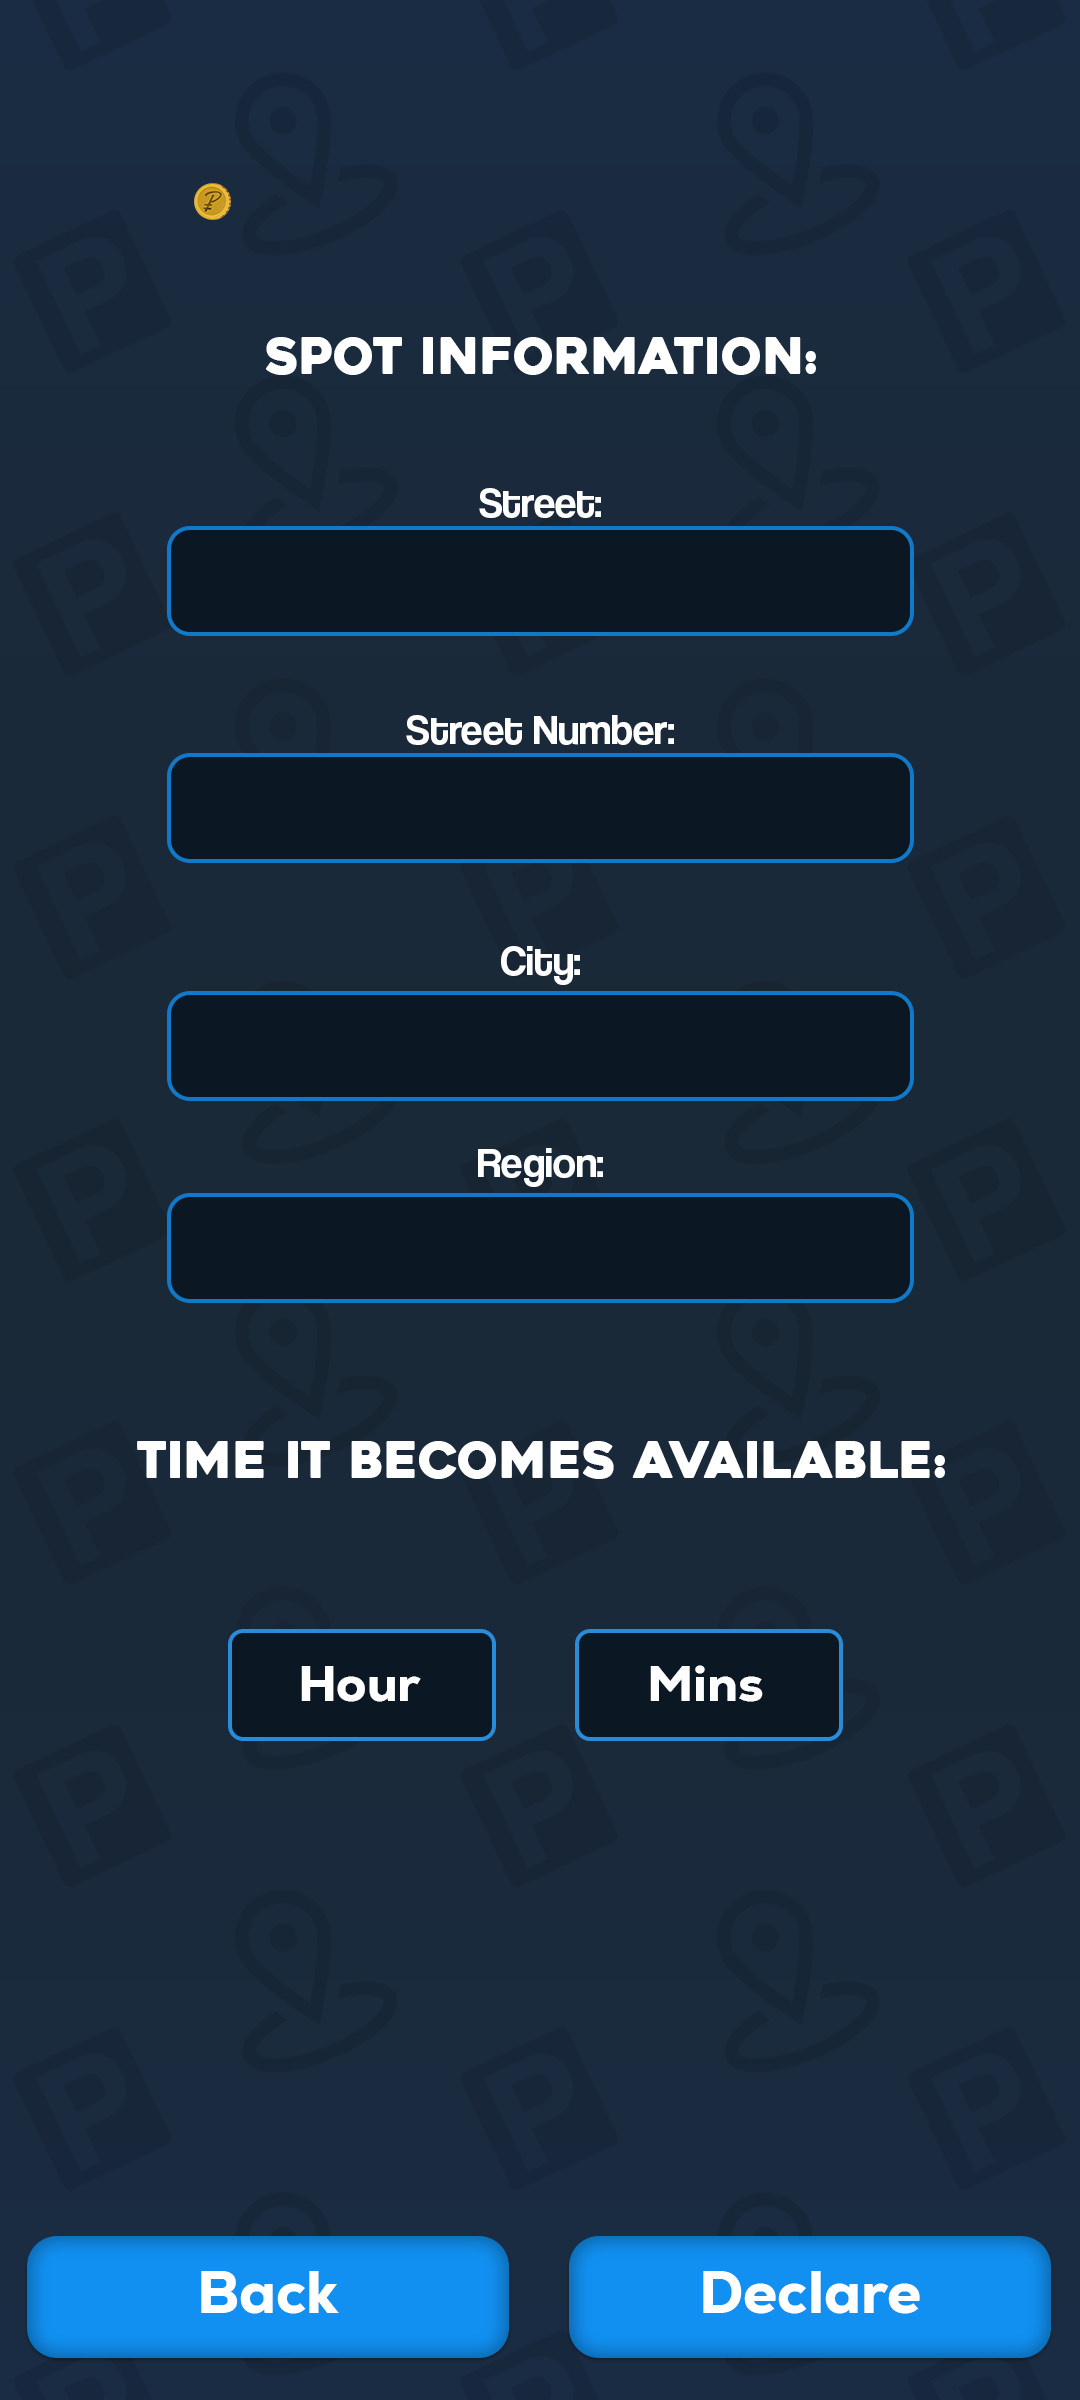 SPOT INFORMATION:
Street:
Street Number:
City:
Region:
TIME IT BECOMES AVAILABLE:
Hour
Mins
Back
Declare